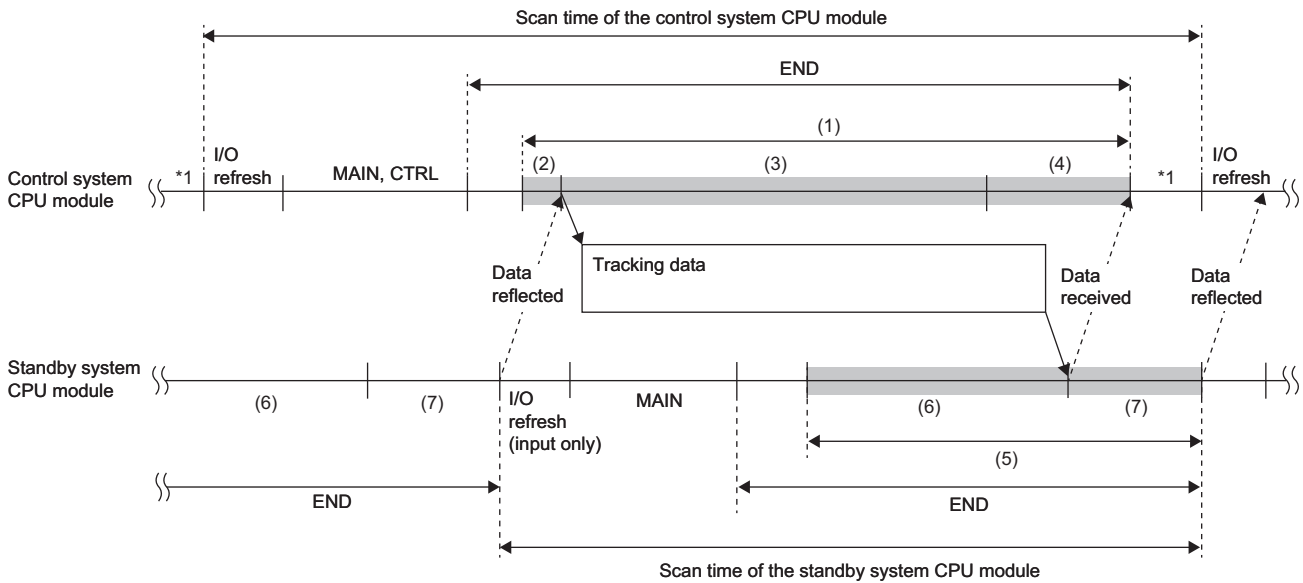 Scan time of the control system CPU module
END
(1)
(2)
(3)
(4)
Control system
CPU module
*1
I/O
refresh
MAIN, CTRL
*1
I/O
refresh
Data
reflected
Tracking data
Data
received
Data
reflected
Standby system
CPU module
(6)
(7)
I/O
refresh
(input only)
MAIN
(6)
(7)
(5)
END
END
Scan time of the standby system CPU module